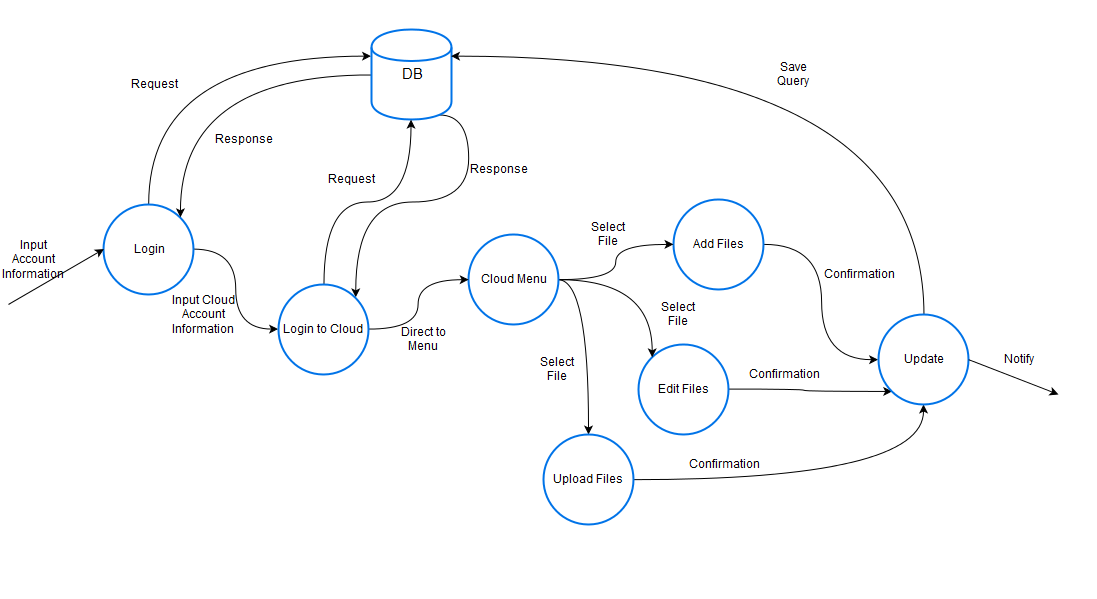 DB
Save
Query
Request
Response
Request
Response
Input
Account
Information
Login
Input Cloud
Account
Information
Login to Cloud
Direct to
Menu
Cloud Menu
Select
File
Add Files
Confirmation
Select
File
Edit Files
Confirmation
Select
File
Upload Files
Confirmation
Update
Notify